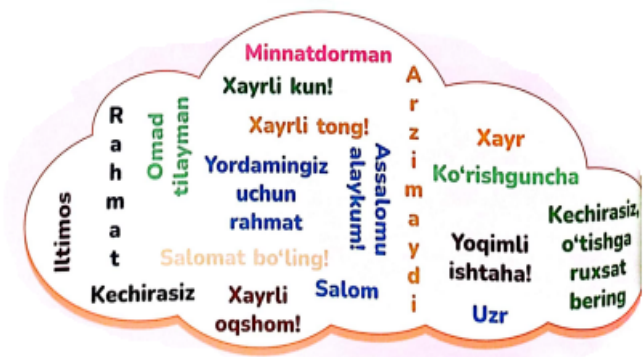 Minnatdorman
Xayrli kun!
Xayrli tong!
Rahmat
Omad
tilayman
Yordamingiz
uchun
rahmat
Assalomu
alaykum!
Arzimaydi
Xayr
Ko‘rishguncha
Iltimos
Salomat bo‘ling!
Kechirasiz
Xayrli
oqshom!
Salom
Yoqimli
ishtaha!
Uzr
Kechirasiz,
o‘tishga
ruxsat
bering